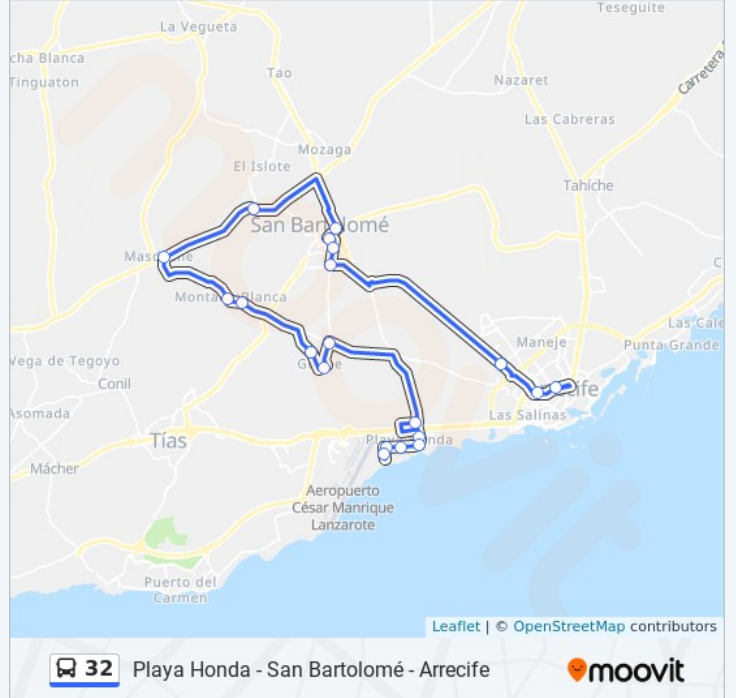 Teseguite
La Vegueta
cha Blanca
Tinguaton
Tao
Nazaret
Carretera
Las Cabreras
Mozaga
El Islote
Tahíche
San Bartolomé
Masdache
Montaña Blanca
Las Cale
Maneje
Punta Grande
Vega de Tegoyo
Güime
Conil
Asomada
Las Salinas
Tías
Playa Honda
Mácher
Aeropuerto
César Manrique
Lanzarote
Puerto del
Carmen
Leaflet | © OpenStreetMap contributors
32 Playa Honda - San Bartolomé - Arrecife
moovit